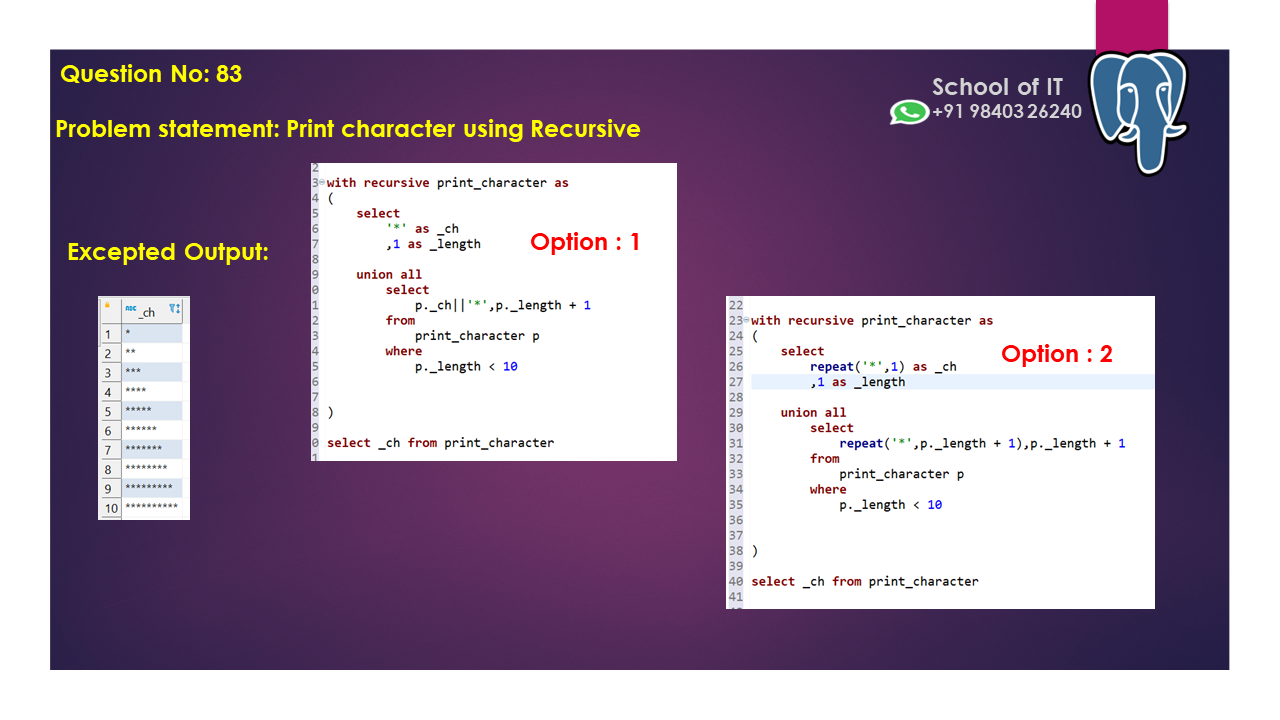 Question No: 83
School of IT
+91 98403 26240
Problem statement: Print character using Recursive
Excepted Output:
ABC _ch
1 *
2 **
3 ***
4 ****
5 *****
6 ******
7 *******
8 ********
9 *********
10 **********
Option : 1
2
3 with recursive print_character as
4 (
5 select
6 '*' as _ch
7 ,1 as _length
8
9 union all
0 select
1 p._ch||'*',p._length + 1
2 from
3 print_character p
4 where
5 p._length < 10
6
7
8 )
9
0 select _ch from print_character
1
Option : 2
22
23 with recursive print_character as
24 (
25 select
26 repeat('*',1) as _ch
27 ,1 as _length
28
29 union all
30 select
31 repeat('*',p._length + 1),p._length + 1
32 from
33 print_character p
34 where
35 p._length < 10
36
37
38 )
39
40 select _ch from print_character
41